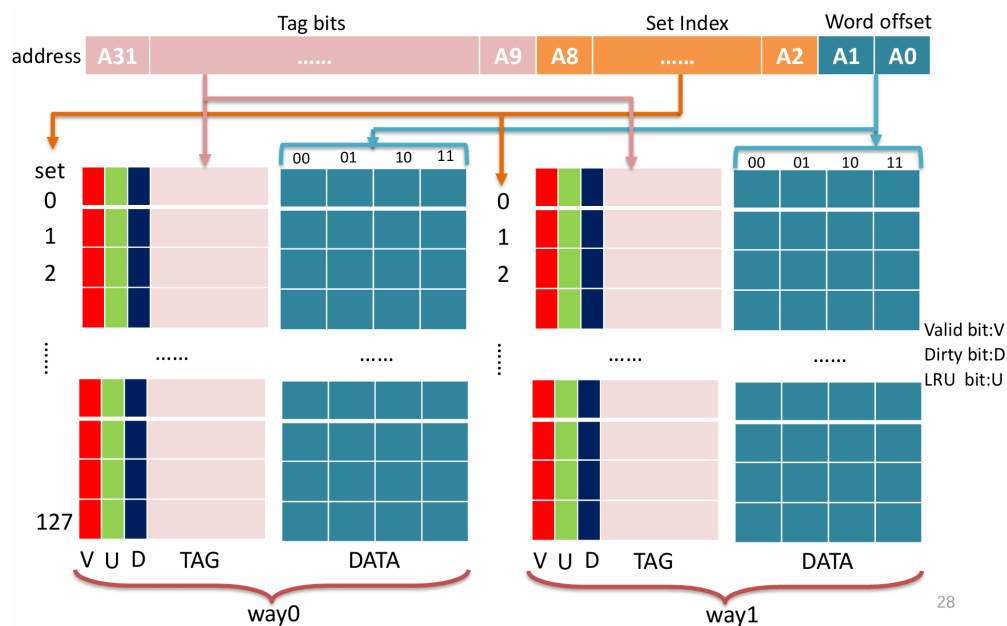 Tag bits Set Index Word offset
address A31 ...... A9 A8 ...... A2 A1 A0
set 00 01 10 11 00 01 10 11
0 0
1 1
2 2
Valid bit:V
...... ...... ...... ...... ...... ......
Dirty bit:D
LRU bit:U
127
V U D TAG DATA V U D TAG DATA
way0 way1
28